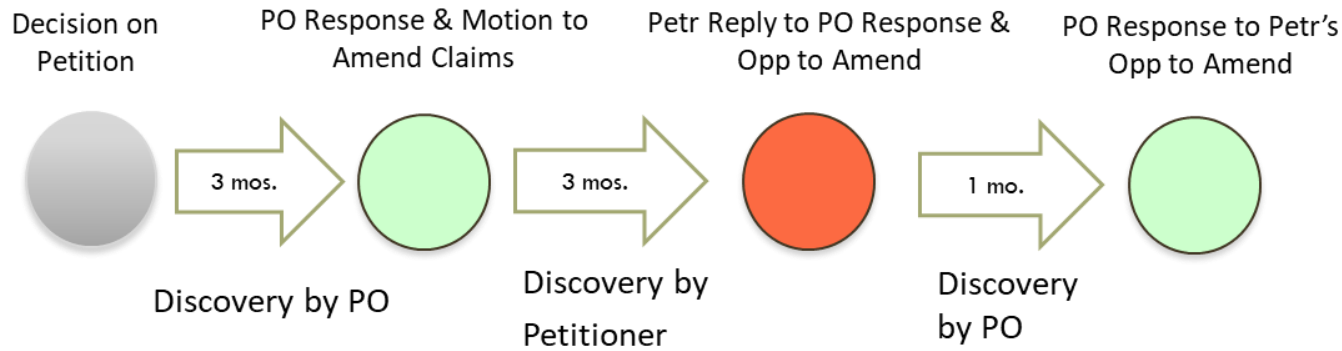 Decision on
Petition
PO Response & Motion to
Amend Claims
Petr Reply to PO Response &
Opp to Amend
PO Response to Petr's
Opp to Amend
3 mos.
3 mos.
1 mo.
Discovery by PO
Discovery by
Petitioner
Discovery
by PO